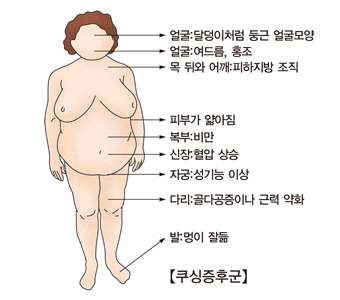 얼굴:달덩이처럼 둥근 얼굴모양
얼굴:여드름, 홍조
목 뒤와 어깨:피하지방 조직
피부가 얇아짐
복부:비만
신장:혈압 상승
자궁:성기능 이상
다리:골다공증이나 근력 약화
발:멍이 잘듦
【쿠싱증후군】